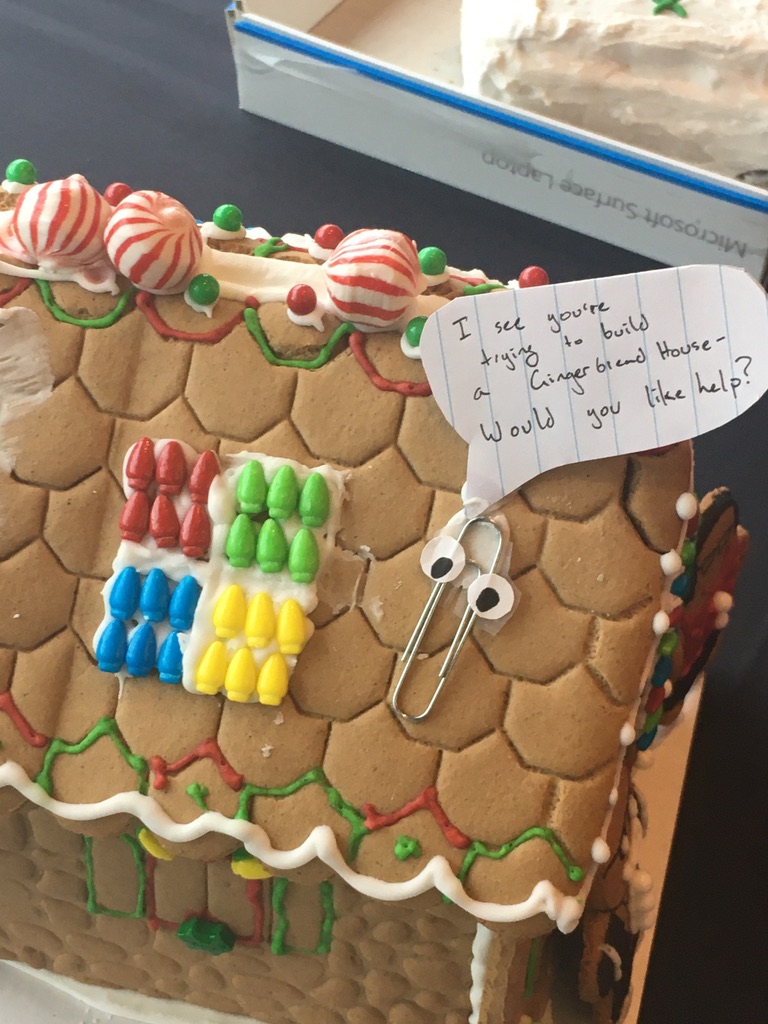 Microsoft Surface Laptop
I see you're
trying to build
a Gingerbread House-
Would you like help?